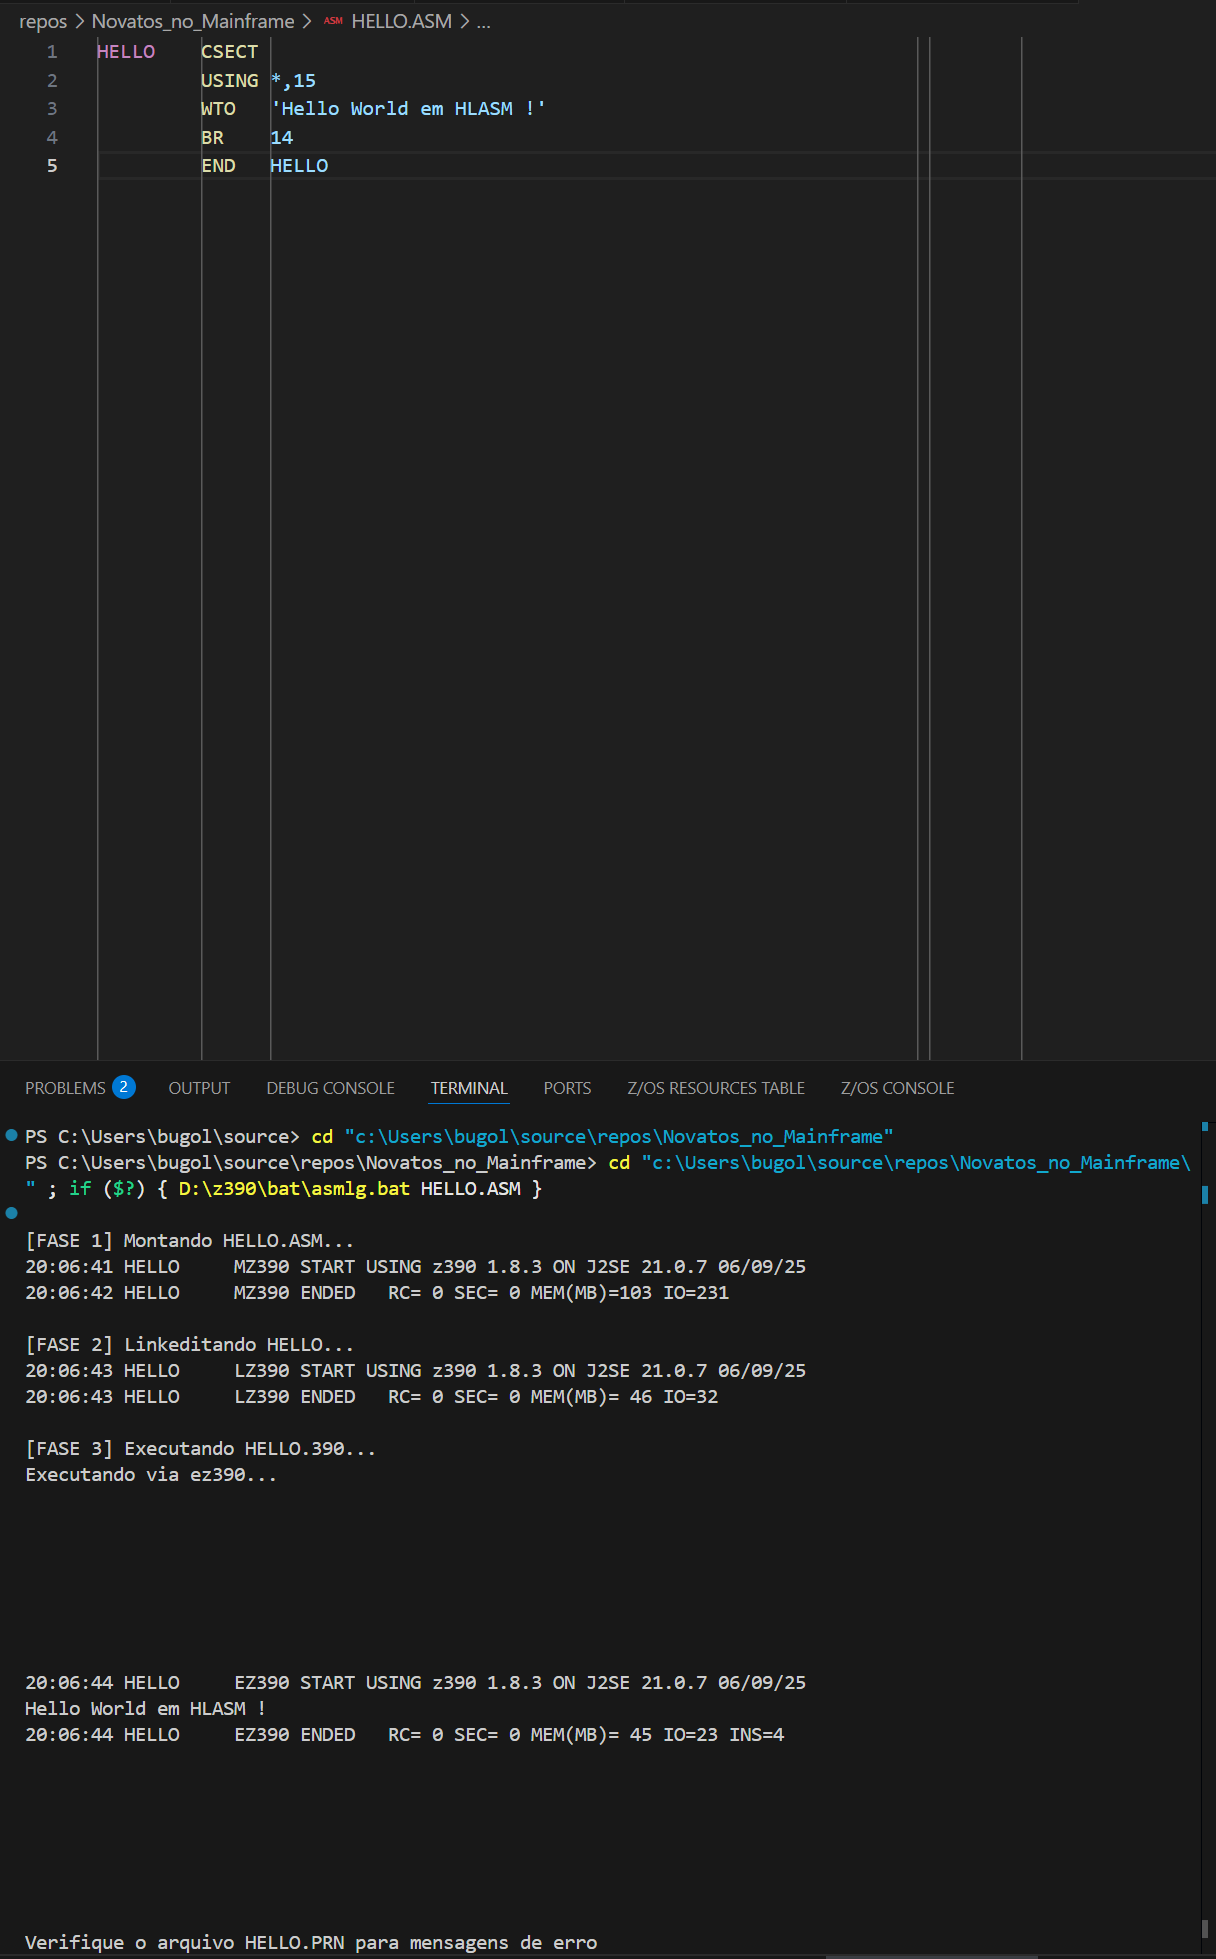 repos > Novatos_no_Mainframe > ASM HELLO.ASM > ...
1 HELLO    CSECT
2          USING *,15
3          WTO   'Hello World em HLASM !'
4          BR    14
5          END   HELLO
PROBLEMS 2 OUTPUT DEBUG CONSOLE TERMINAL PORTS Z/OS RESOURCES TABLE Z/OS CONSOLE
PS C:\Users\bugol\source> cd "c:\Users\bugol\source\repos\Novatos_no_Mainframe"
PS C:\Users\bugol\source\repos\Novatos_no_Mainframe> cd "c:\Users\bugol\source\repos\Novatos_no_Mainframe\
" ; if ($?) { D:\z390\bat\asmlg.bat HELLO.ASM }
[FASE 1] Montando HELLO.ASM...
20:06:41 HELLO     MZ390 START USING z390 1.8.3 ON J2SE 21.0.7 06/09/25
20:06:42 HELLO     MZ390 ENDED   RC= 0 SEC= 0 MEM(MB)=103 IO=231
[FASE 2] Linkeditando HELLO...
20:06:43 HELLO     LZ390 START USING z390 1.8.3 ON J2SE 21.0.7 06/09/25
20:06:43 HELLO     LZ390 ENDED   RC= 0 SEC= 0 MEM(MB)= 46 IO=32
[FASE 3] Executando HELLO.390...
Executando via ez390...
20:06:44 HELLO     EZ390 START USING z390 1.8.3 ON J2SE 21.0.7 06/09/25
Hello World em HLASM !
20:06:44 HELLO     EZ390 ENDED   RC= 0 SEC= 0 MEM(MB)= 45 IO=23 INS=4
Verifique o arquivo HELLO.PRN para mensagens de erro